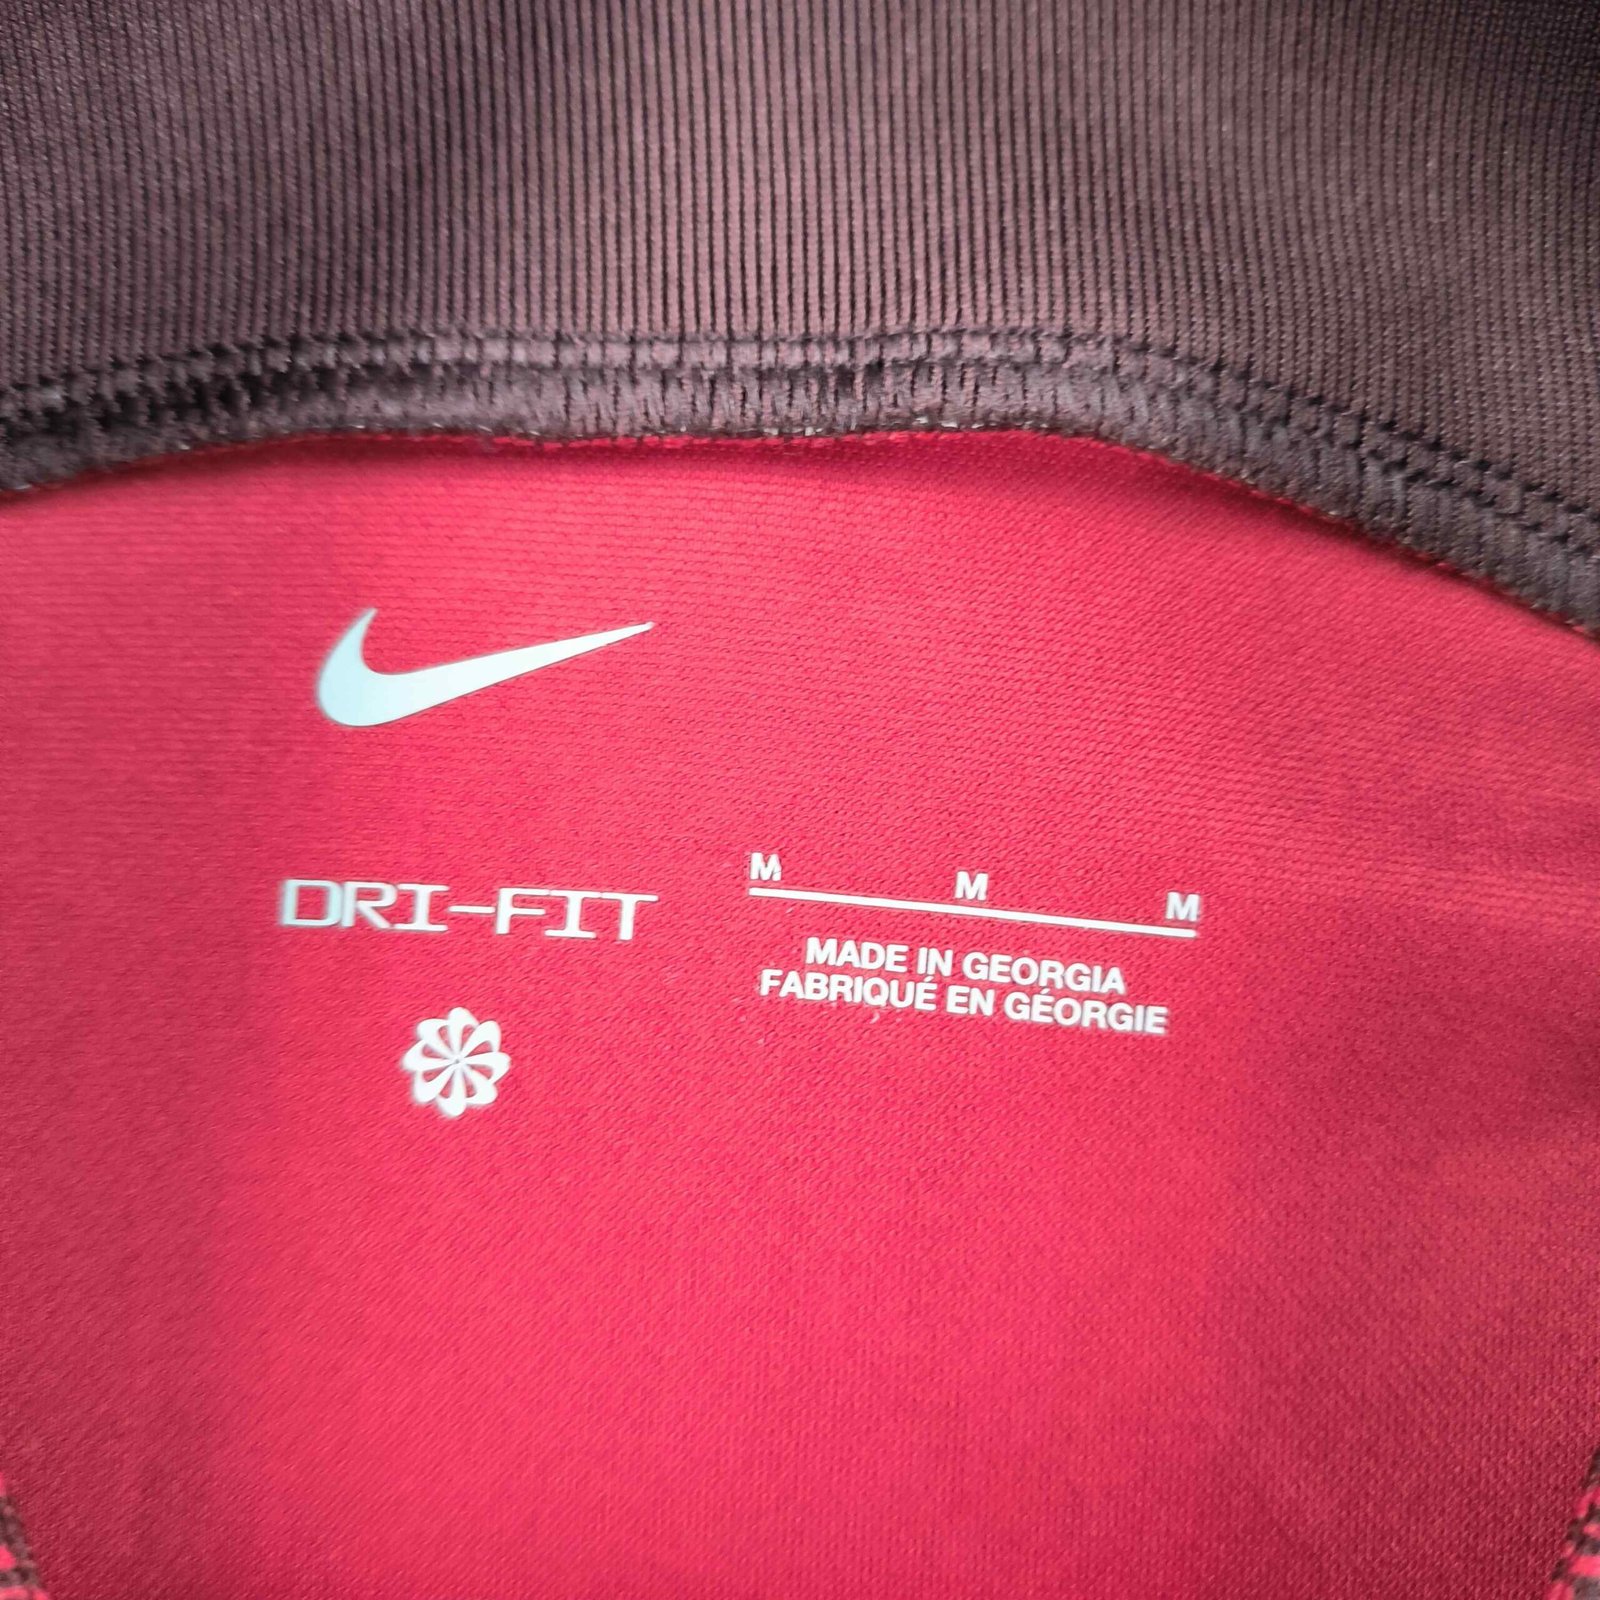 DRI-FIT
M M M
MADE IN GEORGIA
FABRIQUÉ EN GÉORGIE